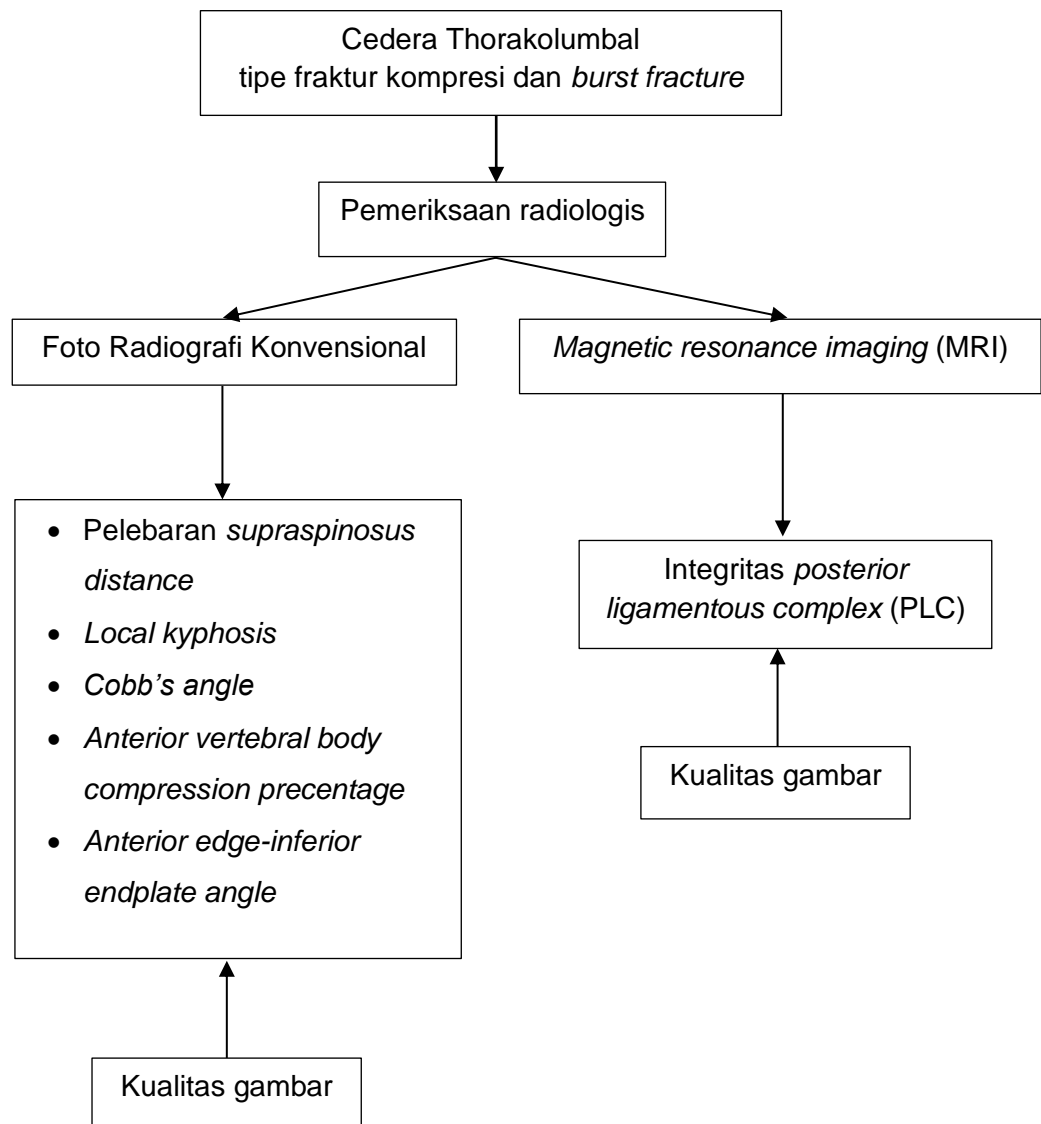 Cedera Thorakolumbal
tipe fraktur kompresi dan burst fracture
Pemeriksaan radiologis
Foto Radiografi Konvensional
Magnetic resonance imaging (MRI)
• Pelebaran supraspinosus
distance
• Local kyphosis
• Cobb’s angle
• Anterior vertebral body
compression precentage
• Anterior edge-inferior
endplate angle
Integritas posterior
ligamentous complex (PLC)
Kualitas gambar
Kualitas gambar